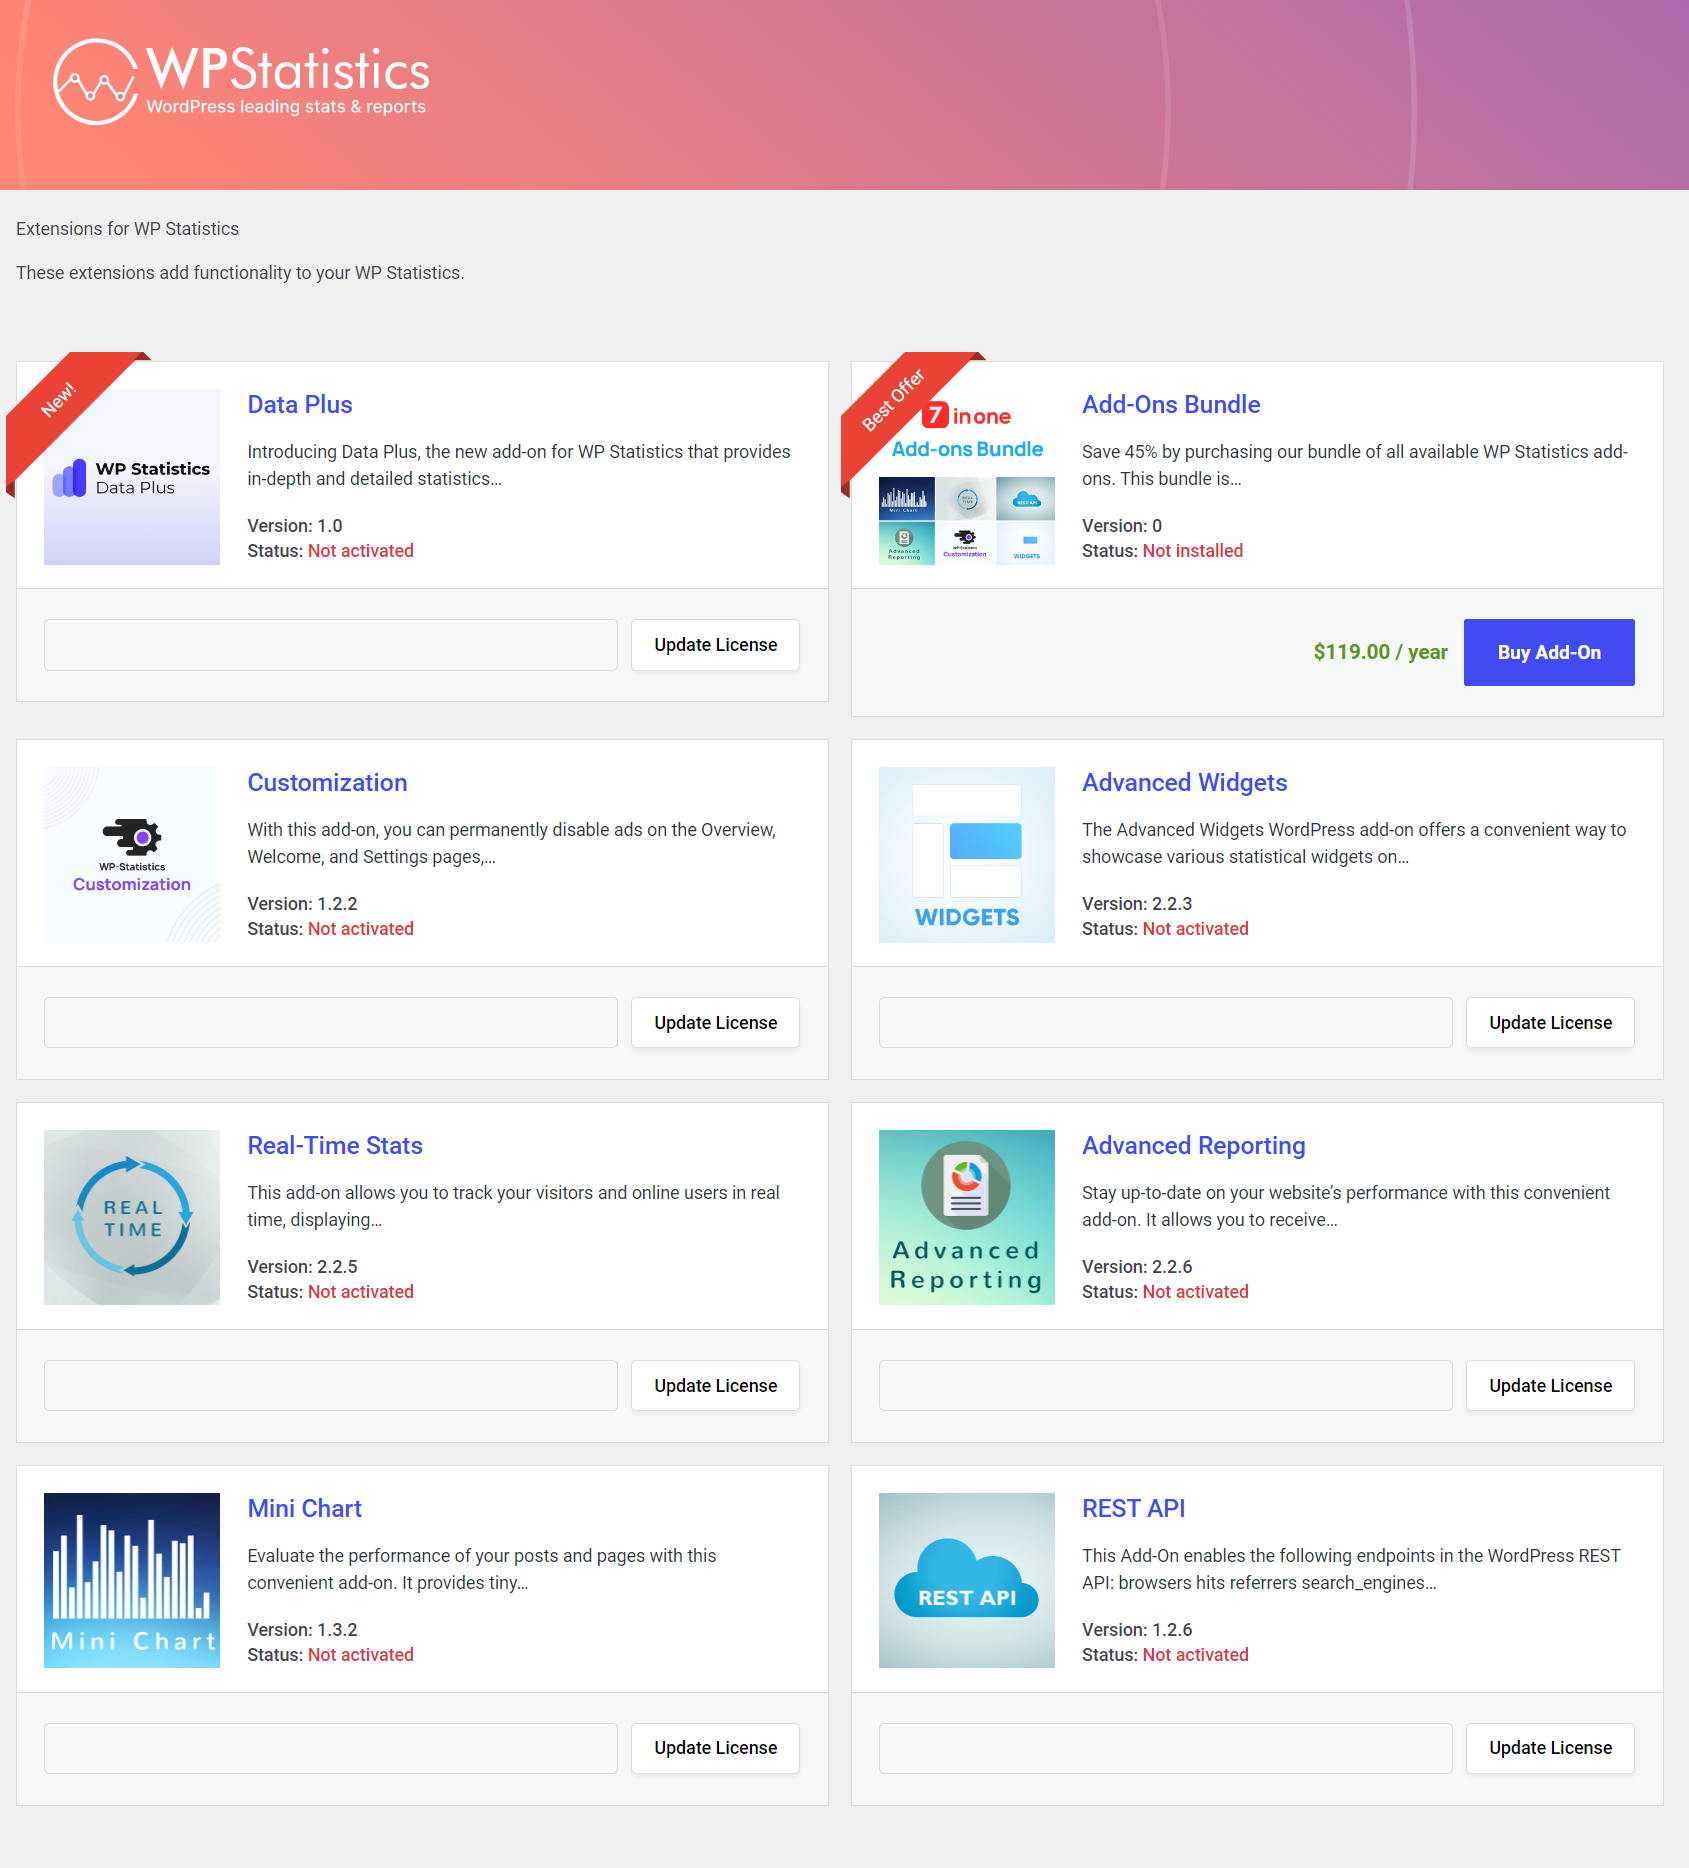 WPStatistics
WordPress leading stats & reports
Extensions for WP Statistics
These extensions add functionality to your WP Statistics.
New!
WP Statistics
Data Plus
Data Plus
Introducing Data Plus, the new add-on for WP Statistics that provides
in-depth and detailed statistics...
Version: 1.0
Status: Not activated
Update License
Best Offer
7 in one
Add-ons Bundle
Mini Chart
REAL
TIME
REST API
Advanced
Reporting
WP-Statistics
Customization
WIDGETS
Add-Ons Bundle
Save 45% by purchasing our bundle of all available WP Statistics add-
ons. This bundle is...
Version: 0
Status: Not installed
$119.00 / year
Buy Add-On
WP-Statistics
Customization
Customization
With this add-on, you can permanently disable ads on the Overview,
Welcome, and Settings pages,...
Version: 1.2.2
Status: Not activated
Update License
WIDGETS
Advanced Widgets
The Advanced Widgets WordPress add-on offers a convenient way to
showcase various statistical widgets on...
Version: 2.2.3
Status: Not activated
Update License
REAL
TIME
Real-Time Stats
This add-on allows you to track your visitors and online users in real
time, displaying...
Version: 2.2.5
Status: Not activated
Update License
Advanced
Reporting
Advanced Reporting
Stay up-to-date on your website’s performance with this convenient
add-on. It allows you to receive...
Version: 2.2.6
Status: Not activated
Update License
Mini Chart
Mini Chart
Evaluate the performance of your posts and pages with this
convenient add-on. It provides tiny...
Version: 1.3.2
Status: Not activated
Update License
REST API
REST API
This Add-On enables the following endpoints in the WordPress REST
API: browsers hits referrers search_engines...
Version: 1.2.6
Status: Not activated
Update License